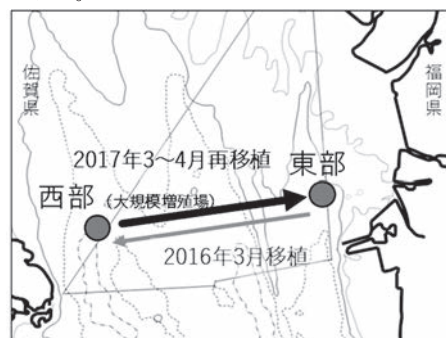 佐賀県
福岡県
2017年3～4月再移植
東部
西部（大規模増殖場）
2016年3月移植